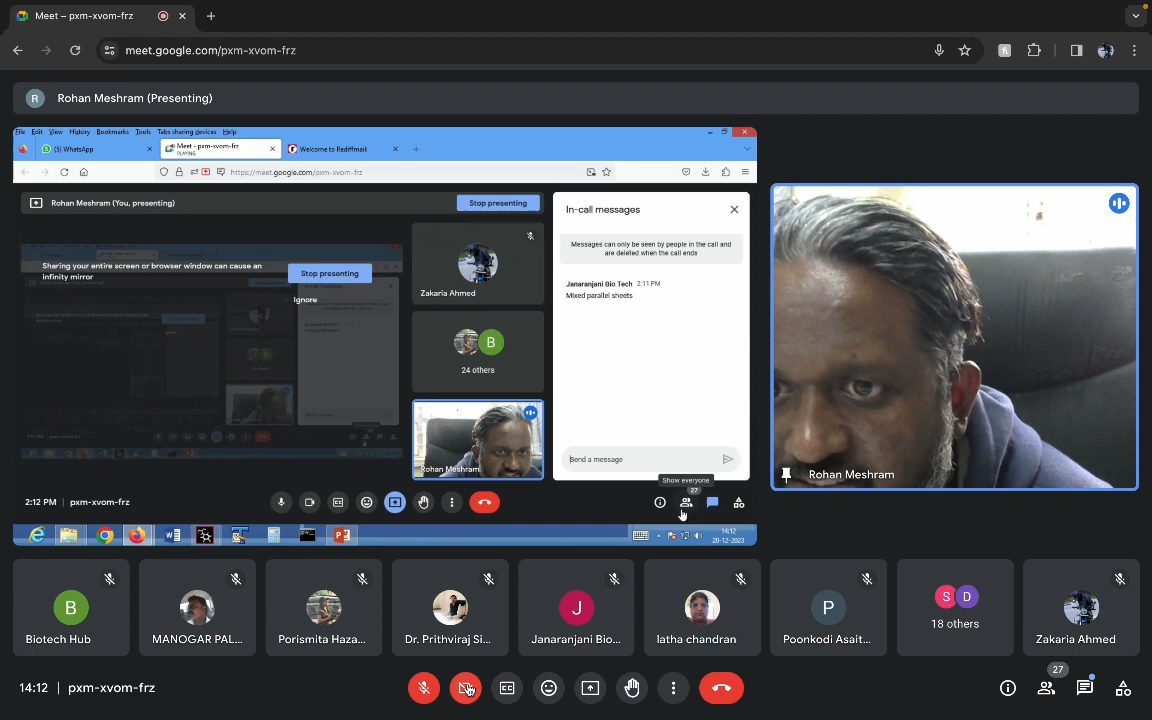 Meet – pxm-xvom-frz
meet.google.com/pxm-xvom-frz
R Rohan Meshram (Presenting)
File Edit View History Bookmarks Tools Tabs sharing devices Help
(5) WhatsApp
Meet - pxm-xvom-frz
PLAYING
Welcome to Rediffmail:
https://meet.google.com/pxm-xvom-frz
Rohan Meshram (You, presenting)
Stop presenting
Sharing your entire screen or browser window can cause an
infinity mirror
Stop presenting
Ignore
Zakaria Ahmed
B
24 others
Rohan Meshram
In-call messages
Messages can only be seen by people in the call and
are deleted when the call ends
Janaranjani Bio Tech 2:11 PM
Mixed parallel sheets
Send a message
Show everyone
27
2:12 PM | pxm-xvom-frz
14:12
20-12-2023
Rohan Meshram
B
Biotech Hub
MANOGAR PAL...
Porismita Haza...
Dr. Prithviraj Si...
J
Janaranjani Bio...
latha chandran
P
Poonkodi Asait...
S D
18 others
Zakaria Ahmed
14:12 | pxm-xvom-frz
27